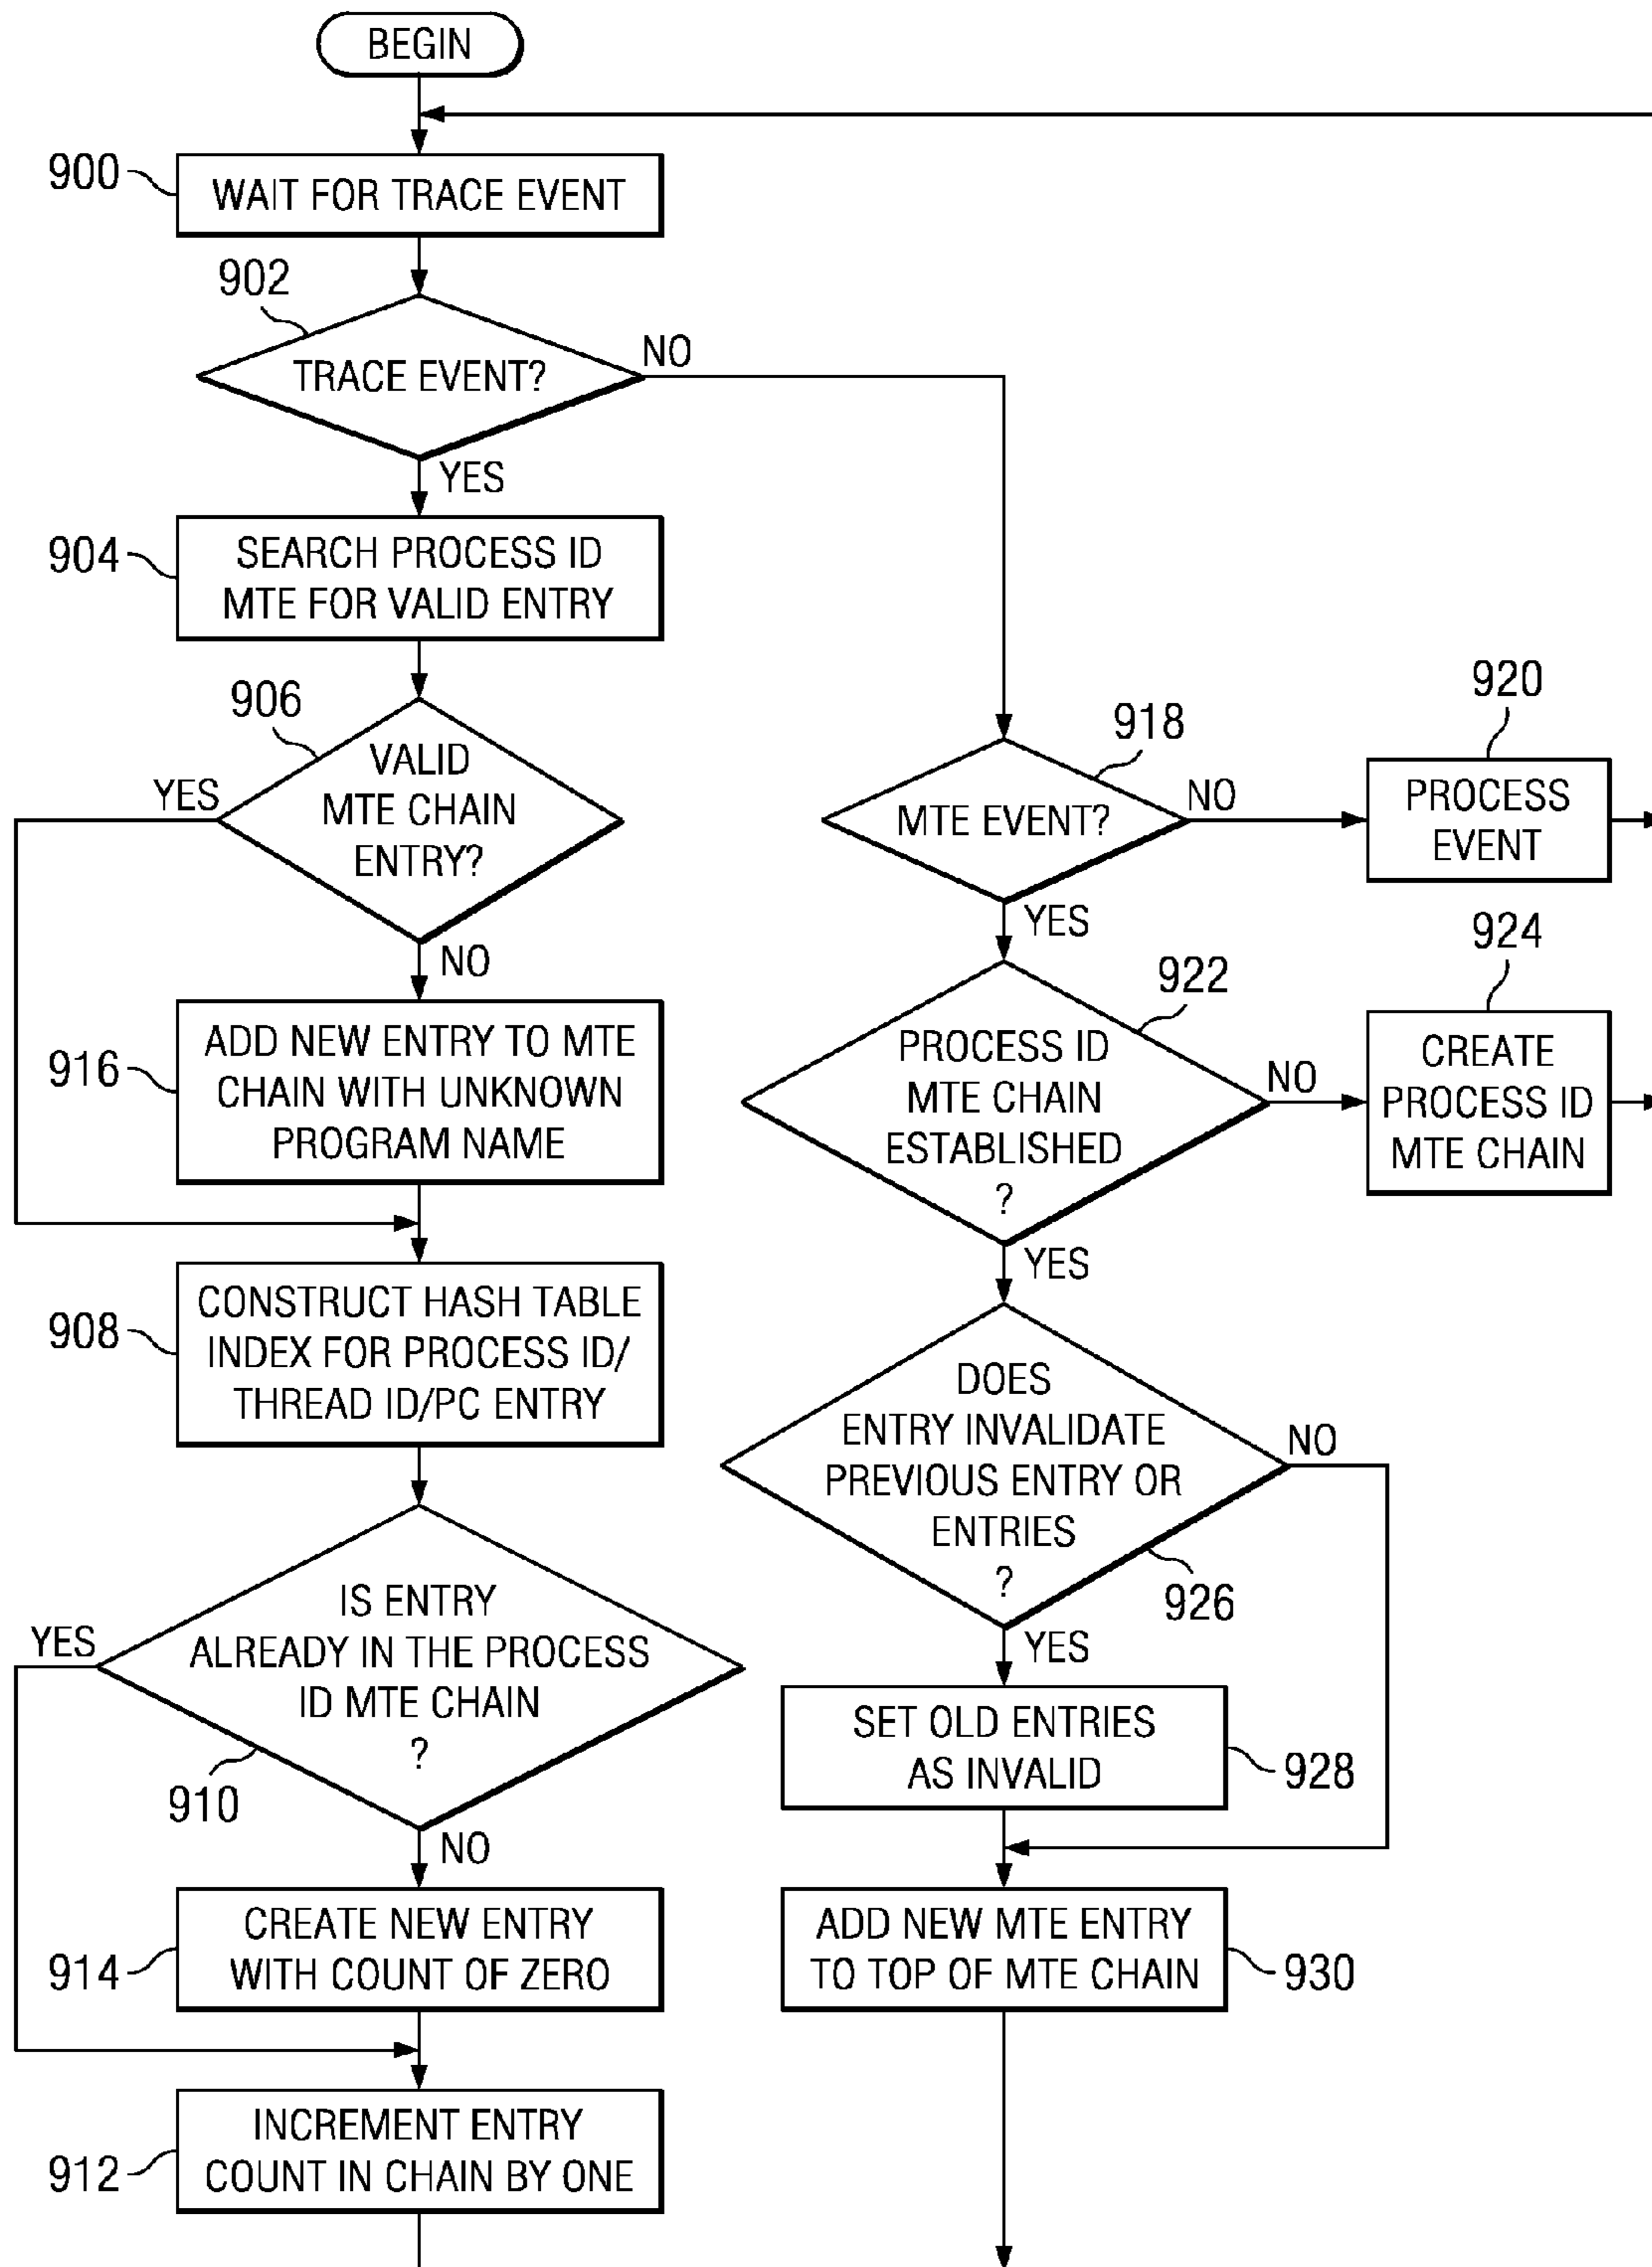 BEGIN
900
WAIT FOR TRACE EVENT
902
TRACE EVENT?
NO
YES
904
SEARCH PROCESS ID
MTE FOR VALID ENTRY
906
VALID
MTE CHAIN
ENTRY?
YES
NO
916
ADD NEW ENTRY TO MTE
CHAIN WITH UNKNOWN
PROGRAM NAME
908
CONSTRUCT HASH TABLE
INDEX FOR PROCESS ID/
THREAD ID/PC ENTRY
IS ENTRY
ALREADY IN THE PROCESS
ID MTE CHAIN
?
YES
910
NO
914
CREATE NEW ENTRY
WITH COUNT OF ZERO
912
INCREMENT ENTRY
COUNT IN CHAIN BY ONE
918
MTE EVENT?
NO
920
PROCESS
EVENT
YES
922
PROCESS ID
MTE CHAIN
ESTABLISHED
?
NO
924
CREATE
PROCESS ID
MTE CHAIN
YES
DOES
ENTRY INVALIDATE
PREVIOUS ENTRY OR
ENTRIES
?
NO
926
YES
SET OLD ENTRIES
AS INVALID
928
ADD NEW MTE ENTRY
TO TOP OF MTE CHAIN
930